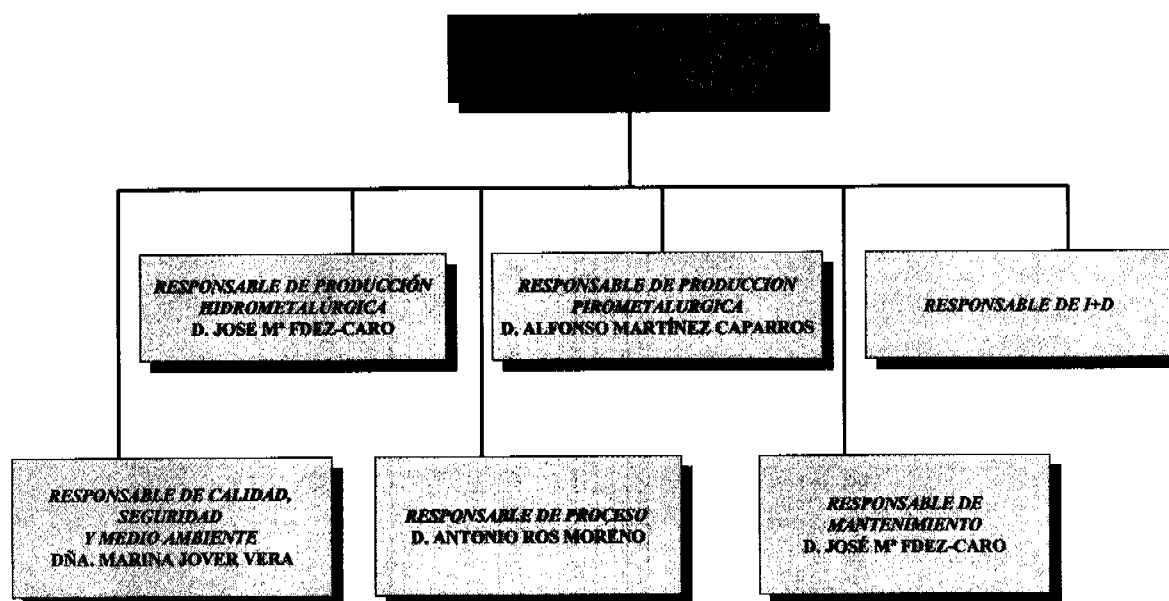 RESPONSABLE DE PRODUCCIÓN
HIDROMETALÚRGICA
D. JOSÉ Mª FDEZ-CARO
RESPONSABLE DE PRODUCCION
PIROMETALURGICA
D. ALFONSO MARTÍNEZ CAPARROS
RESPONSABLE DE I+D
RESPONSABLE DE CALIDAD,
SEGURIDAD
Y MEDIO AMBIENTE
DÑA. MARINA JOVER VERA
RESPONSABLE DE PROCESO
D. ANTONIO ROS MORENO
RESPONSABLE DE
MANTENIMIENTO
D. JOSÉ Mª FDEZ-CARO